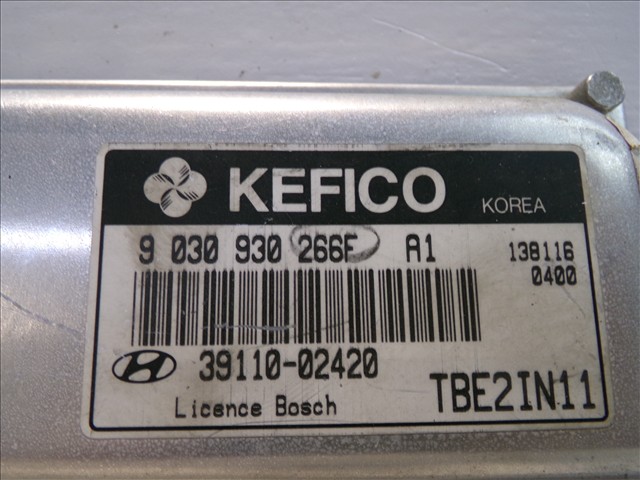 KEFICO KOREA
9 030 930 266F A1 138116
0400
39110-02420
Licence Bosch TBE2IN11